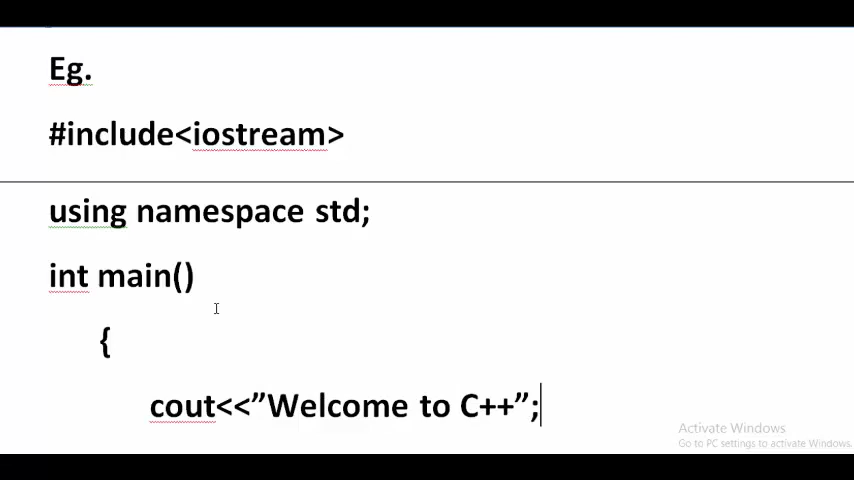 Eg.
#include<iostream>
using namespace std;
int main()
{
cout<<”Welcome to C++”;
Activate Windows
Go to PC settings to activate Windows.